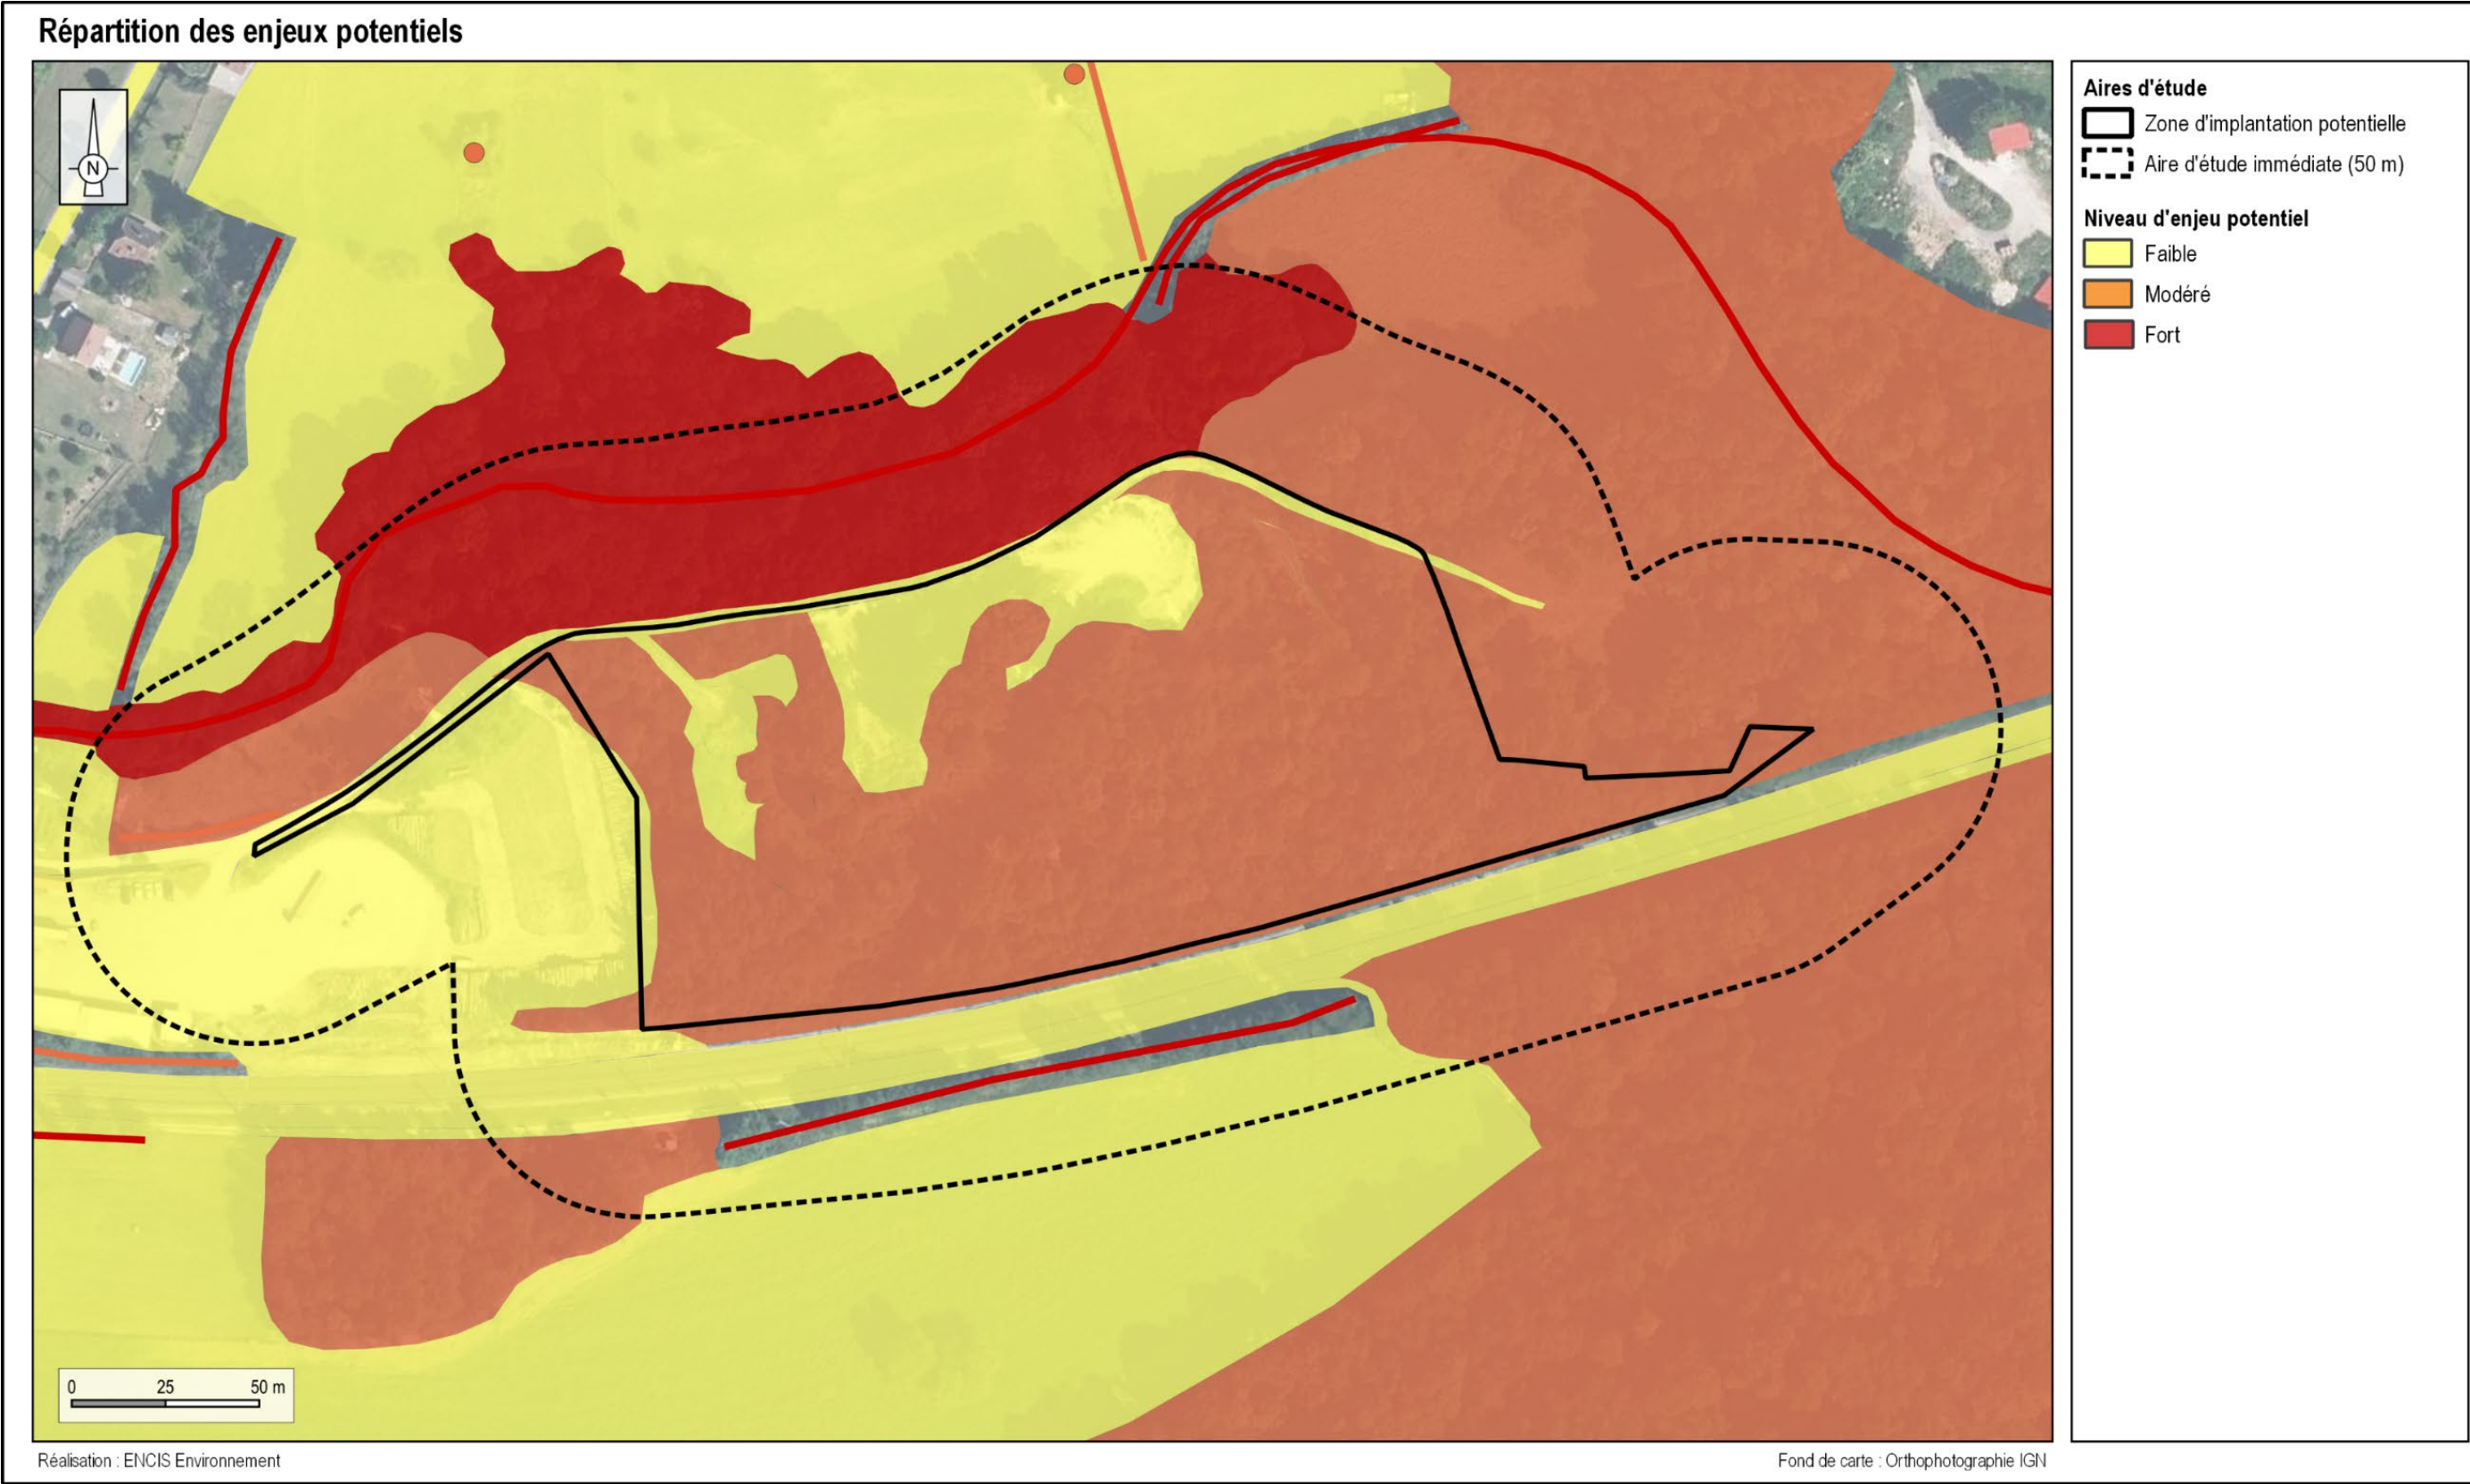 Répartition des enjeux potentiels
N
Aires d'étude
Zone d'implantation potentielle
Aire d'étude immédiate (50 m)
Niveau d'enjeu potentiel
Faible
Modéré
Fort
0 25 50 m
Réalisation : ENCIS Environnement
Fond de carte : Orthophotographie IGN